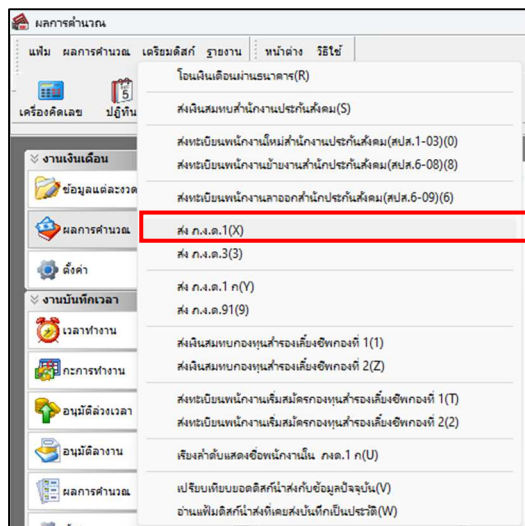 ผลการคำนวณ
แฟ้ม ผลการคำนวณ เตรียมดิสก์ รายงาน หน้าต่าง วิธีใช้
เครื่องคิดเลข ปฏิทิน
โอนเงินเดือนผ่านธนาคาร(R)
ส่งเงินสมทบสำนักงานประกันสังคม(S)
ส่งทะเบียนพนักงานใหม่สำนักงานประกันสังคม(สปส.1-03)(0)
ส่งทะเบียนพนักงานย้ายงานสำนักประกันสังคม(สปส.6-08)(8)
ส่งทะเบียนพนักงานลาออกสำนักประกันสังคม(สปส.6-09)(6)
ส่ง ภ.ง.ด.1(X)
ส่ง ภ.ง.ด.3(3)
ส่ง ภ.ง.ด.1 ก(Y)
ส่ง ภ.ง.ด.91(9)
ส่งเงินสมทบกองทุนสำรองเลี้ยงชีพกองที่ 1(1)
ส่งเงินสมทบกองทุนสำรองเลี้ยงชีพกองที่ 2(Z)
ส่งทะเบียนพนักงานเริ่มสมัครกองทุนสำรองเลี้ยงชีพกองที่ 1(T)
ส่งทะเบียนพนักงานเริ่มสมัครกองทุนสำรองเลี้ยงชีพกองที่ 2(2)
เรียงลำดับแสดงชื่อพนักงานใน ภงด.1 ก(U)
เปรียบเทียบยอดดิสก์นำส่งกับข้อมูลปัจจุบัน(V)
อ่านแฟ้มดิสก์นำส่งที่เคยส่งบันทึกเป็นประวัติ(W)
งานเงินเดือน
ข้อมูลแต่ละงวด
ผลการคำนวณ
ตั้งค่า
งานบันทึกเวลา
เวลาทำงาน
กะการทำงาน
อนุมัติล่วงเวลา
อนุมัติลางาน
ผลการคำนวณ